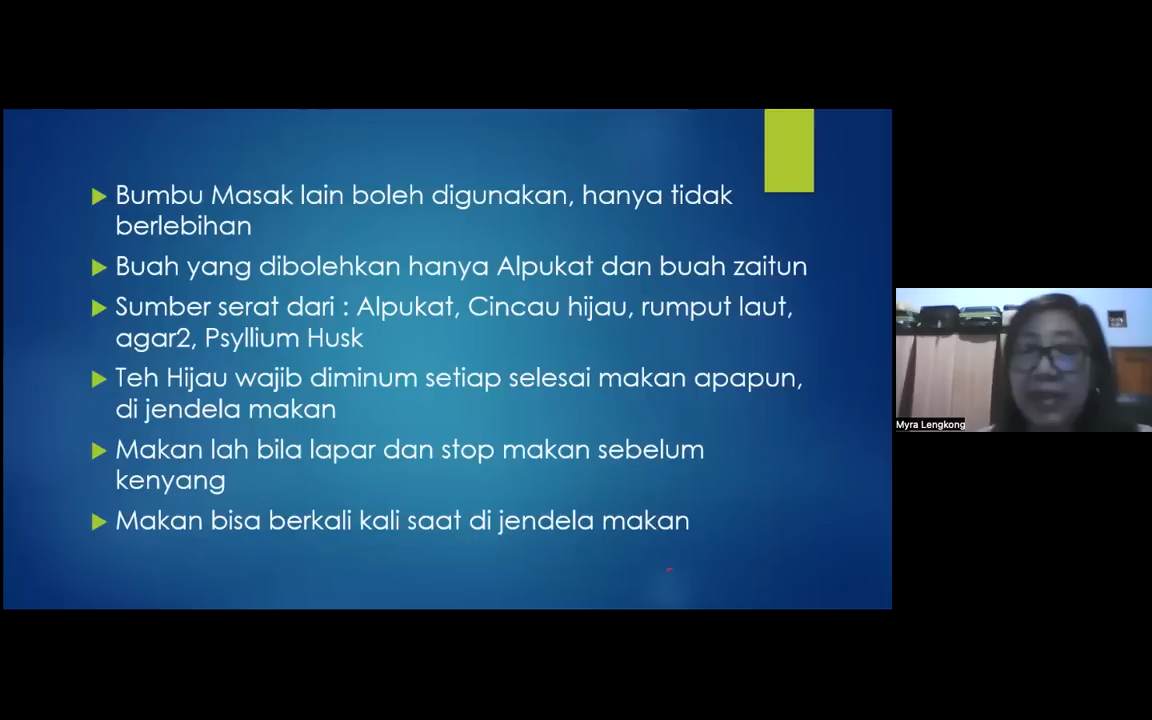 Bumbu Masak lain boleh digunakan, hanya tidak
berlebihan
Buah yang dibolehkan hanya Alpukat dan buah zaitun
Sumber serat dari : Alpukat, Cincau hijau, rumput laut,
agar2, Psyllium Husk
Teh Hijau wajib diminum setiap selesai makan apapun,
di jendela makan
Makan lah bila lapar dan stop makan sebelum
kenyang
Makan bisa berkali kali saat di jendela makan
Myra Lengkong